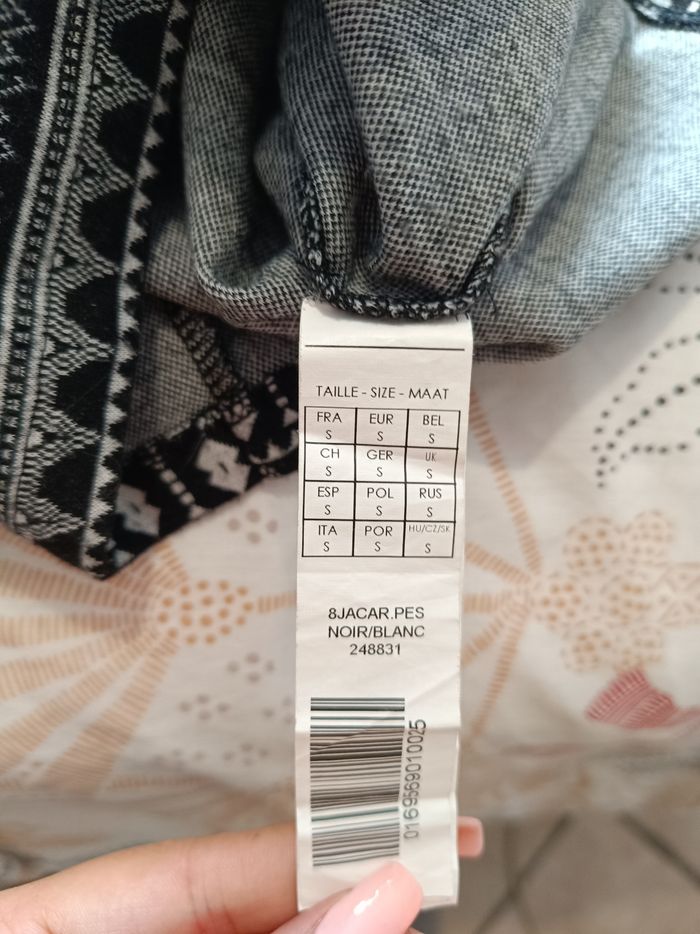 TAILLE - SIZE - MAAT
FRA EUR BEL
S S S
CH GER UK
S S S
ESP POL RUS
S S S
ITA POR HU/CZ/SK
S S S
8JACAR.PES
NOIR/BLANC
248831
0169569010025